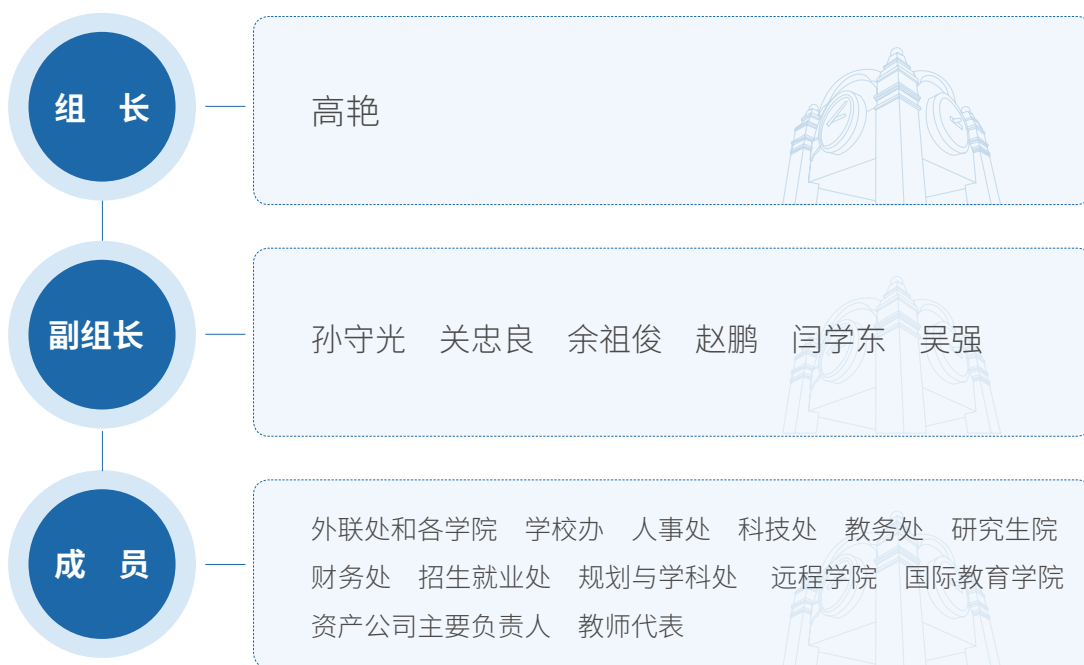 组 长
高艳
副组长
孙守光 关忠良 余祖俊 赵鹏 闫学东 吴强
成 员
外联处和各学院 学校办 人事处 科技处 教务处 研究生院
财务处 招生就业处 规划与学科处 远程学院 国际教育学院
资产公司主要负责人 教师代表